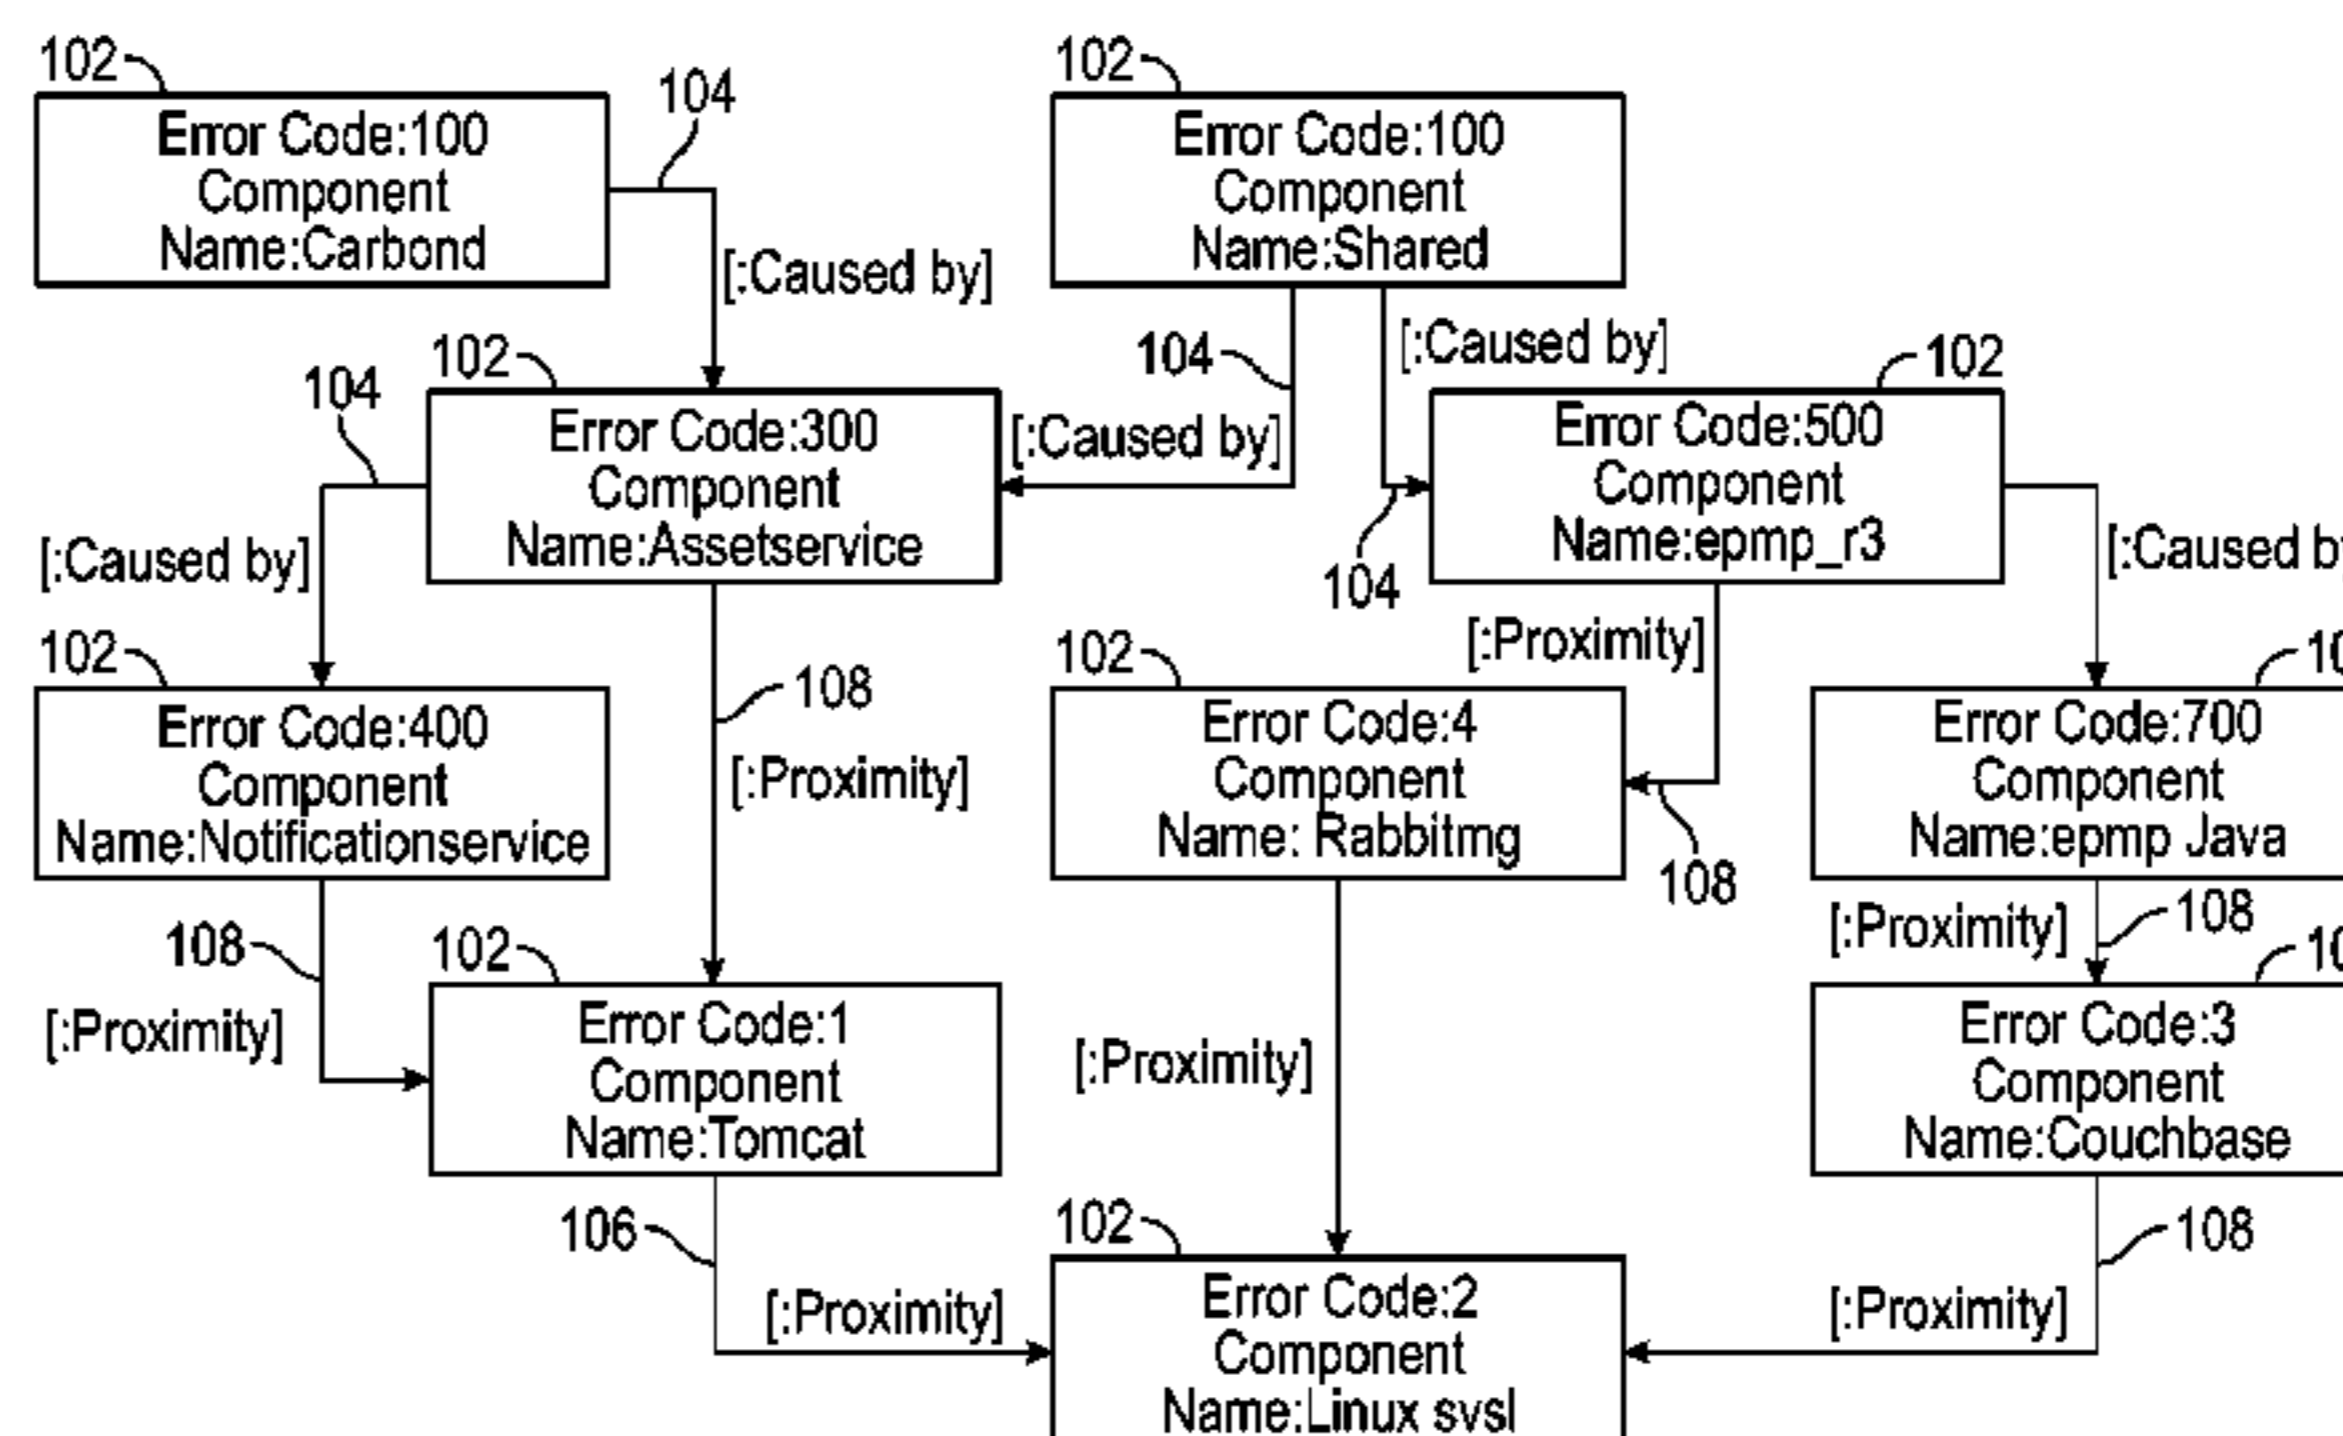 102
Error Code:100
Component
Name:Carbond
104
[:Caused by]
102
Error Code:100
Component
Name:Shared
104
[:Caused by]
[:Caused by]
104
102
Error Code:300
Component
Name:Assetservice
104
[:Caused by]
102
Error Code:500
Component
Name:epmp_r3
[:Caused
[:Proximity]
108
102
Error Code:400
Component
Name:Notificationservice
108
[:Proximity]
108
[:Proximity]
102
Error Code:4
Component
Name: Rabbitmg
[:Proximity]
Error Code:700
Component
Name:epmp Java
[:Proximity]
108
102
Error Code:1
Component
Name:Tomcat
106
[:Proximity]
Error Code:3
Component
Name:Couchbase
108
[:Proximity]
102
Error Code:2
Component
Name:Linux